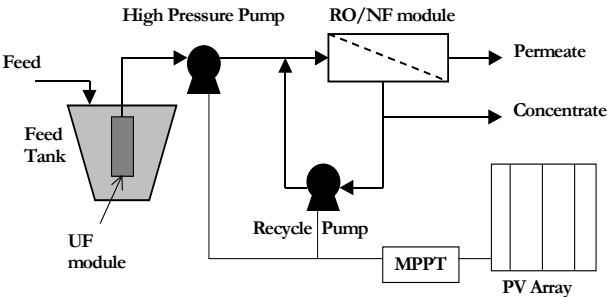 High Pressure Pump
RO/NF module
Feed
Permeate
Concentrate
Feed
Tank
Recycle Pump
UF
module
MPPT
PV Array